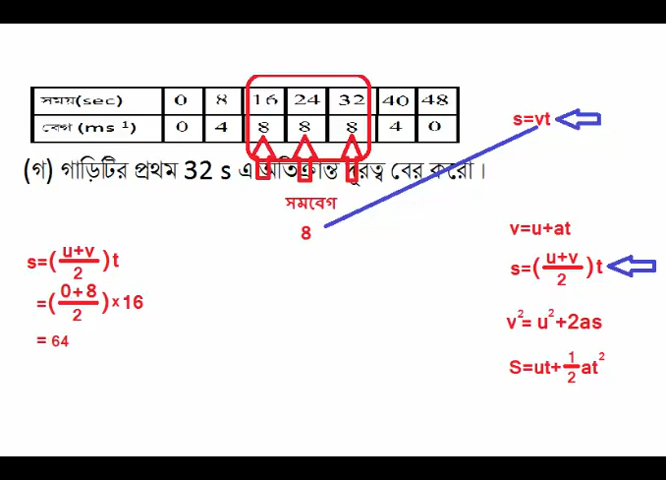 সময়(sec) 0 8 16 24 32 40 48
বেগ (ms⁻¹) 0 4 8 8 8 4 0
(গ) গাড়িটির প্রথম 32 s এ অতিক্রান্ত দূরত্ব বের করো।
সমবেগ
8
s=(u+v/2)t
=(0+8/2)×16
= 64
s=vt
v=u+at
s=(u+v/2)t
v²= u²+2as
S=ut+1/2at²